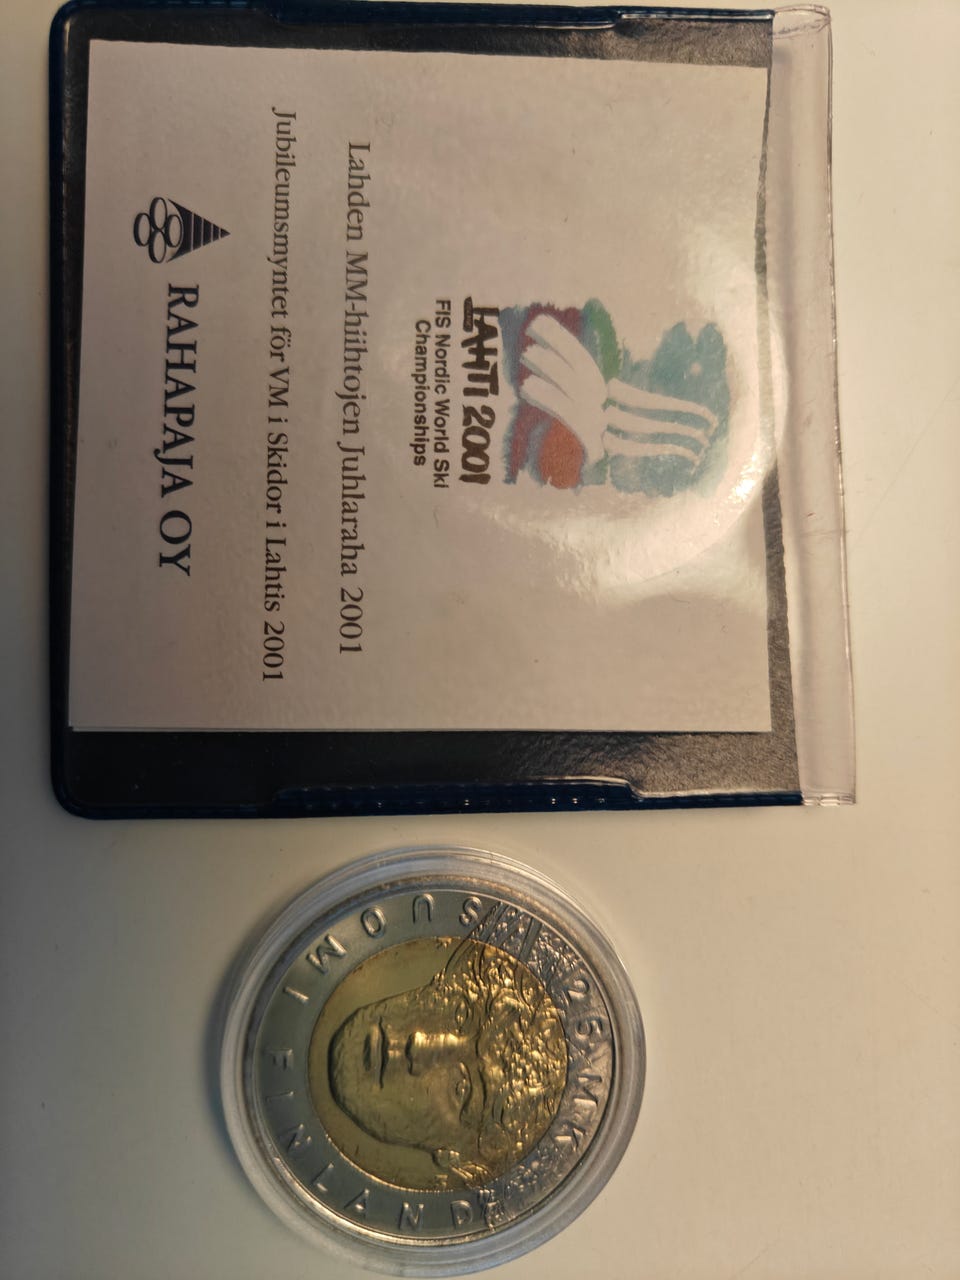 LAHTI 2001
FIS Nordic World Ski
Championships
Lahden MM-hiihtojen Juhlaraha 2001
Jubileumsmyntet för VM i Skidor i Lahtis 2001
RAHAPAJA OY
25 MK
SUOMI FINLAND